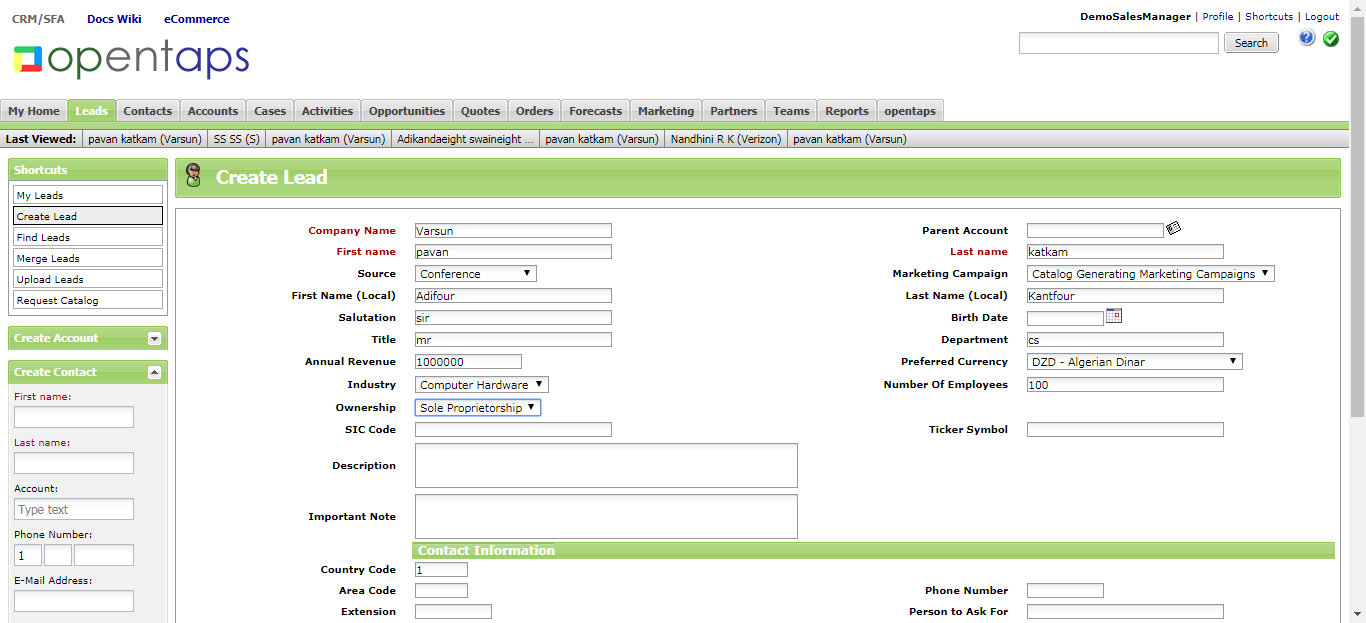 CRM/SFA Docs Wiki eCommerce
DemoSalesManager | Profile | Shortcuts | Logout
opentaps
Search
My Home Leads Contacts Accounts Cases Activities Opportunities Quotes Orders Forecasts Marketing Partners Teams Reports opentaps
Last Viewed: pavan katkam (Varsun) SS SS (S) pavan katkam (Varsun) Adikandaeight swaineight ... pavan katkam (Varsun) Nandhini R K (Verizon) pavan katkam (Varsun)
Shortcuts
My Leads
Create Lead
Find Leads
Merge Leads
Upload Leads
Request Catalog
Create Account
Create Contact
First name:
Last name:
Account:
Type text
Phone Number:
1
E-Mail Address:
Create Lead
Company Name Varsun Parent Account
First name pavan Last name katkam
Source Conference Marketing Campaign Catalog Generating Marketing Campaigns
First Name (Local) Adifour Last Name (Local) Kantfour
Salutation sir Birth Date
Title mr Department cs
Annual Revenue 1000000 Preferred Currency DZD - Algerian Dinar
Industry Computer Hardware Number Of Employees 100
Ownership Sole Proprietorship
SIC Code Ticker Symbol
Description
Important Note
Contact Information
Country Code 1
Area Code Phone Number
Extension Person to Ask For